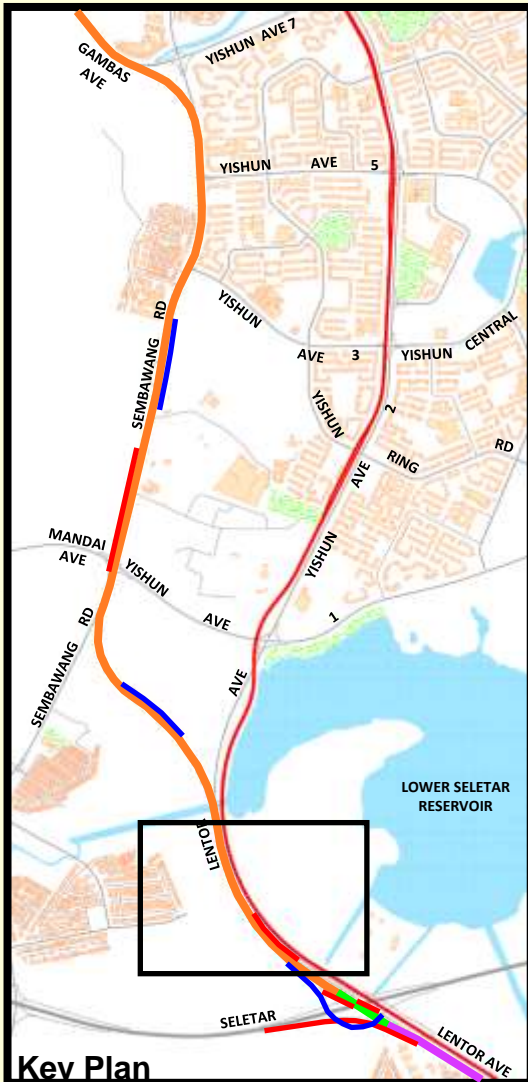 GAMBAS
AVE
YISHUN AVE 7
YISHUN AVE 5
SEMBAWANG RD
YISHUN
AVE 3
YISHUN CENTRAL
YISHUN
RING
RD
YISHUN AVE 2
MANDAI
AVE
YISHUN
AVE
1
SEMBAWANG RD
AVE
LOWER SELETAR
RESERVOIR
LENTOR
SELETAR
LENTOR AVE
Key Plan